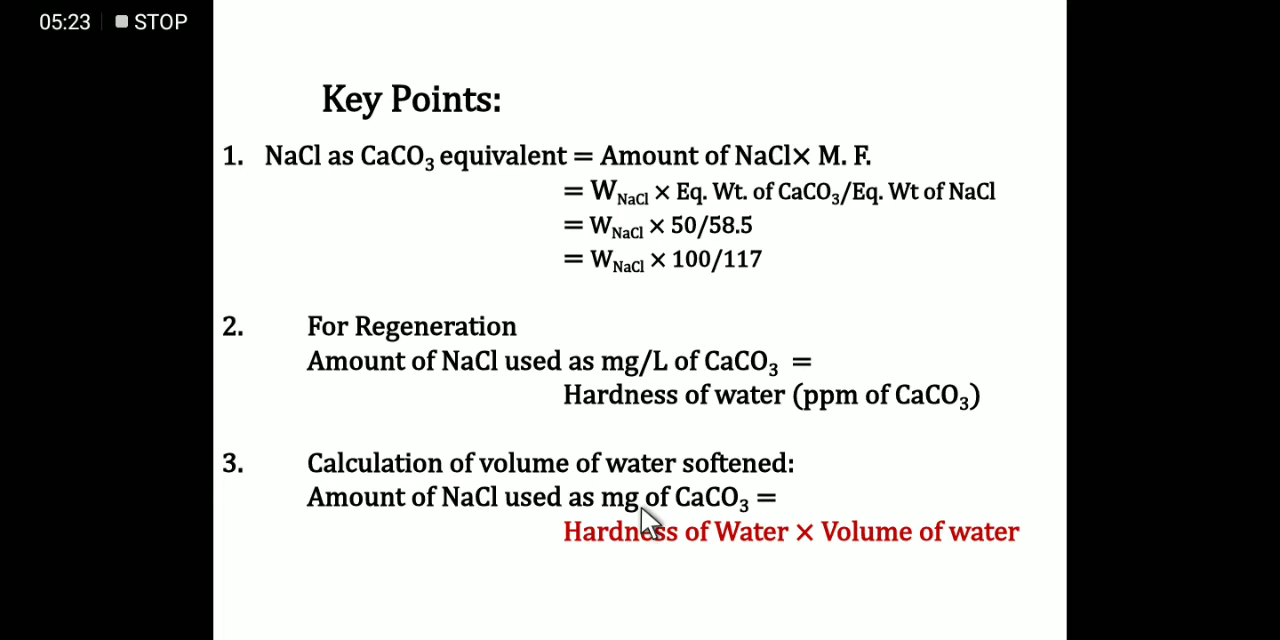 05:23 STOP
Key Points:
1. NaCl as CaCO₃ equivalent = Amount of NaCl× M. F.
= W_NaCl × Eq. Wt. of CaCO₃/Eq. Wt of NaCl
= W_NaCl × 50/58.5
= W_NaCl × 100/117
2. For Regeneration
Amount of NaCl used as mg/L of CaCO₃ =
Hardness of water (ppm of CaCO₃)
3. Calculation of volume of water softened:
Amount of NaCl used as mg of CaCO₃ =
Hardness of Water × Volume of water